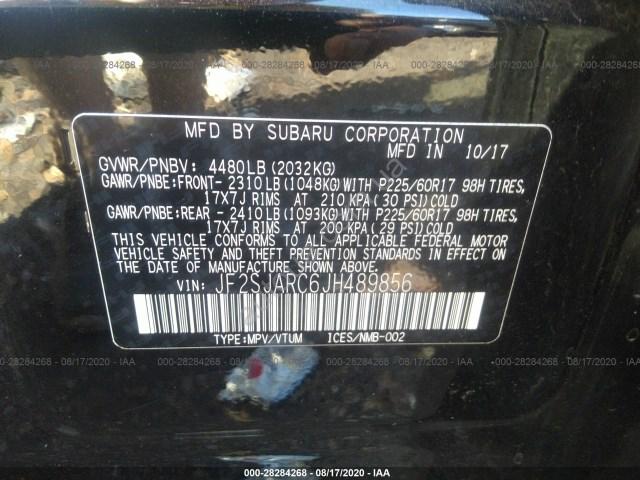 MFD BY SUBARU CORPORATION
MFD IN 10/17
GVWR/PNBV: 4480LB (2032KG)
GAWR/PNBE:FRONT- 2310LB (1048KG) WITH P225/60R17 98H TIRES,
17X7J RIMS AT 210 KPA (30 PSI) COLD
GAWR/PNBE:REAR - 2410LB (1093KG) WITH P225/60R17 98H TIRES,
17X7J RIMS AT 200 KPA (29 PSI) COLD
THIS VEHICLE CONFORMS TO ALL APPLICABLE FEDERAL MOTOR
VEHICLE SAFETY AND THEFT PREVENTION STANDARDS IN EFFECT ON
THE DATE OF MANUFACTURE SHOWN ABOVE.
VIN: JF2SJARC6JH489856
TYPE:MPV/VTUM ICES/NMB-002
000-28284268 - 08/17/2020 - IAA